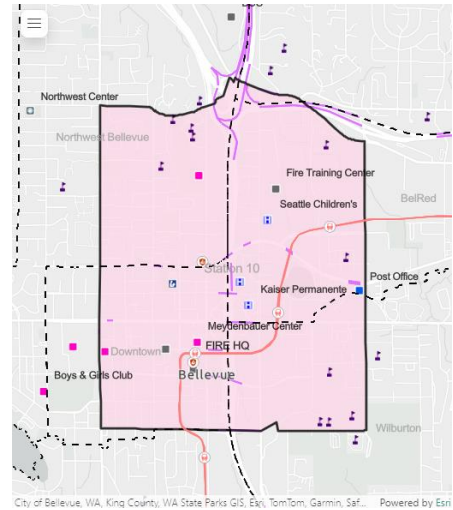 Northwest Center
Northwest Bellevue
Fire Training Center
BelRed
Seattle Children's
Station 10
Post Office
Kaiser Permanente
Meydenbauer Center
FIRE HQ
Downtown
Boys & Girls Club
Bellevue
Wilburton
City of Bellevue, WA, King County, WA State Parks GIS, Esri, TomTom, Garmin, Saf... Powered by Esri